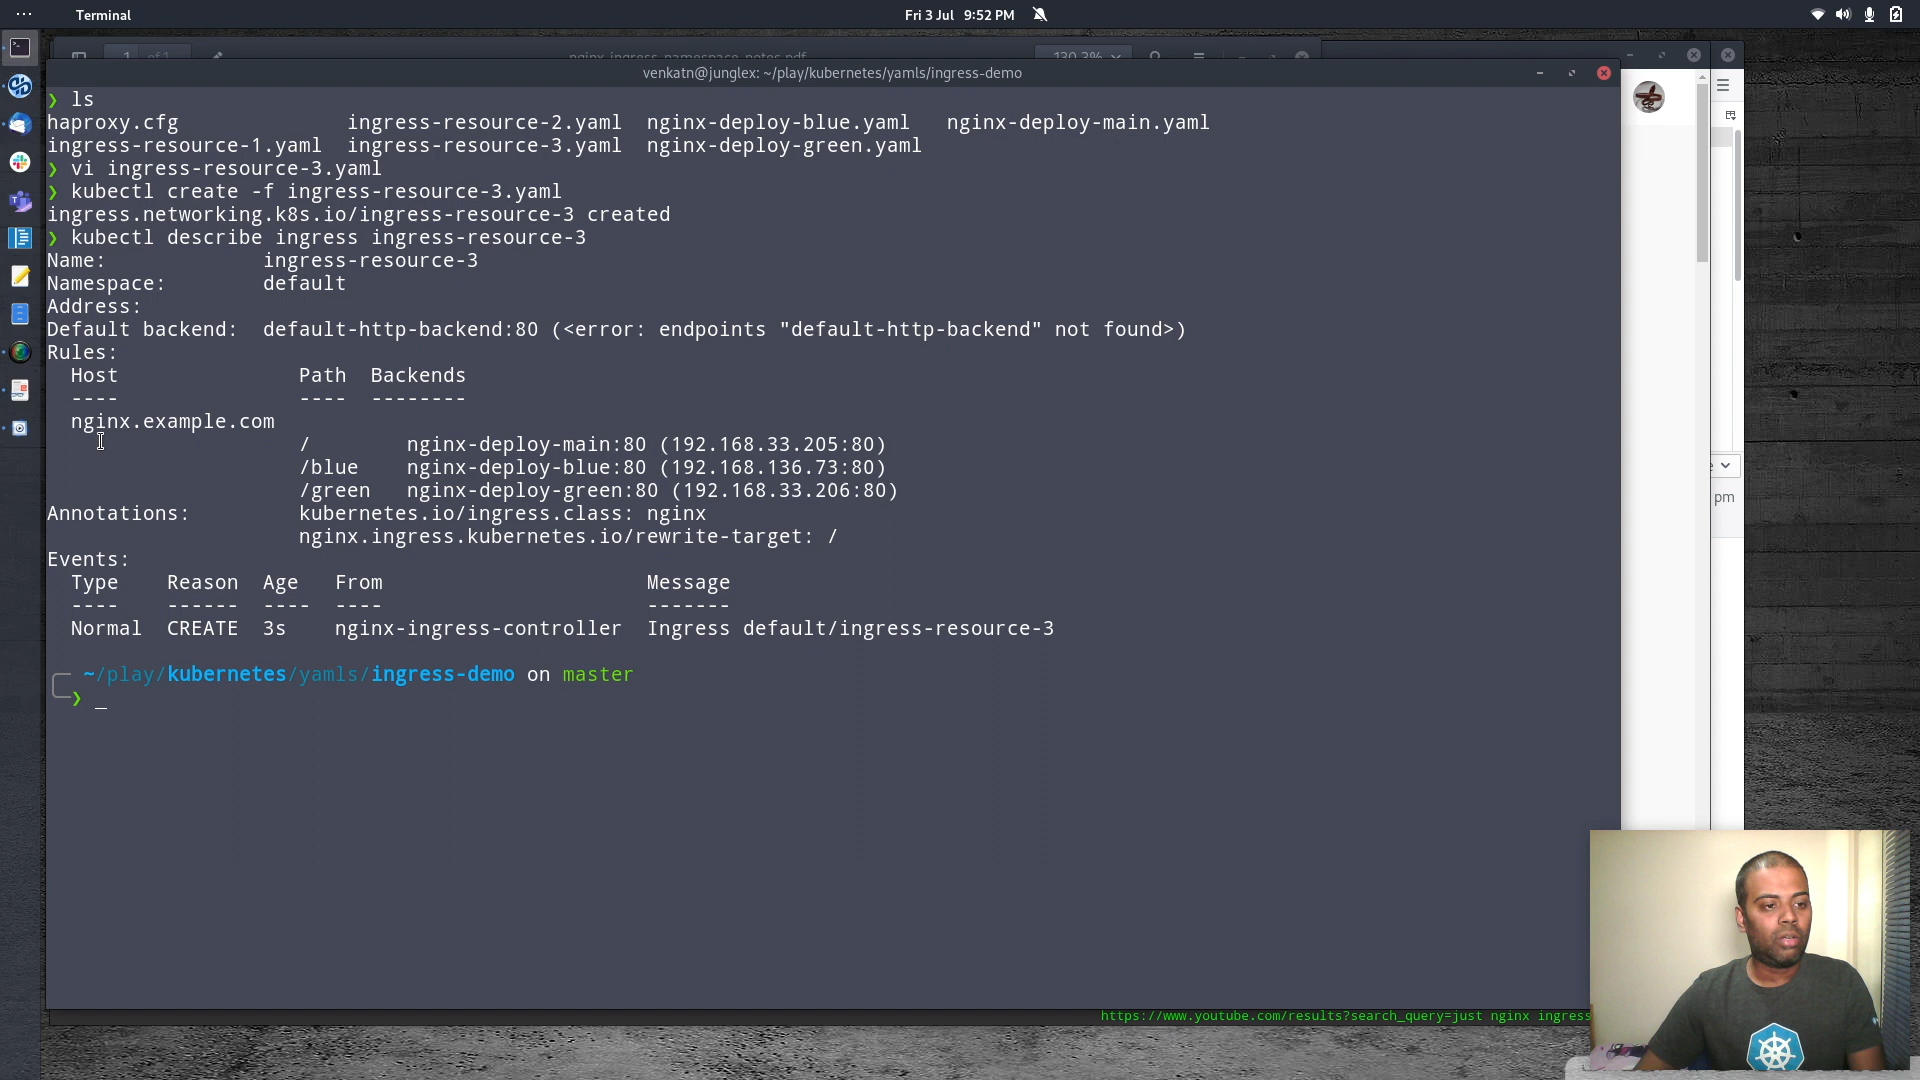 Terminal
Fri 3 Jul 9:52 PM
nginx-ingress-namespace-notes.pdf
130.3%
venkatn@junglex: ~/play/kubernetes/yamls/ingress-demo
❯ ls
haproxy.cfg ingress-resource-2.yaml nginx-deploy-blue.yaml nginx-deploy-main.yaml
ingress-resource-1.yaml ingress-resource-3.yaml nginx-deploy-green.yaml
❯ vi ingress-resource-3.yaml
❯ kubectl create -f ingress-resource-3.yaml
ingress.networking.k8s.io/ingress-resource-3 created
❯ kubectl describe ingress ingress-resource-3
Name: ingress-resource-3
Namespace: default
Address:
Default backend: default-http-backend:80 (<error: endpoints "default-http-backend" not found>)
Rules:
Host Path Backends
---- ---- --------
nginx.example.com
/ nginx-deploy-main:80 (192.168.33.205:80)
/blue nginx-deploy-blue:80 (192.168.136.73:80)
/green nginx-deploy-green:80 (192.168.33.206:80)
Annotations: kubernetes.io/ingress.class: nginx
nginx.ingress.kubernetes.io/rewrite-target: /
Events:
Type Reason Age From Message
---- ------ ---- ---- -------
Normal CREATE 3s nginx-ingress-controller Ingress default/ingress-resource-3
~/play/kubernetes/yamls/ingress-demo on master
❯ _
pm
https://www.youtube.com/results?search_query=just nginx ingress